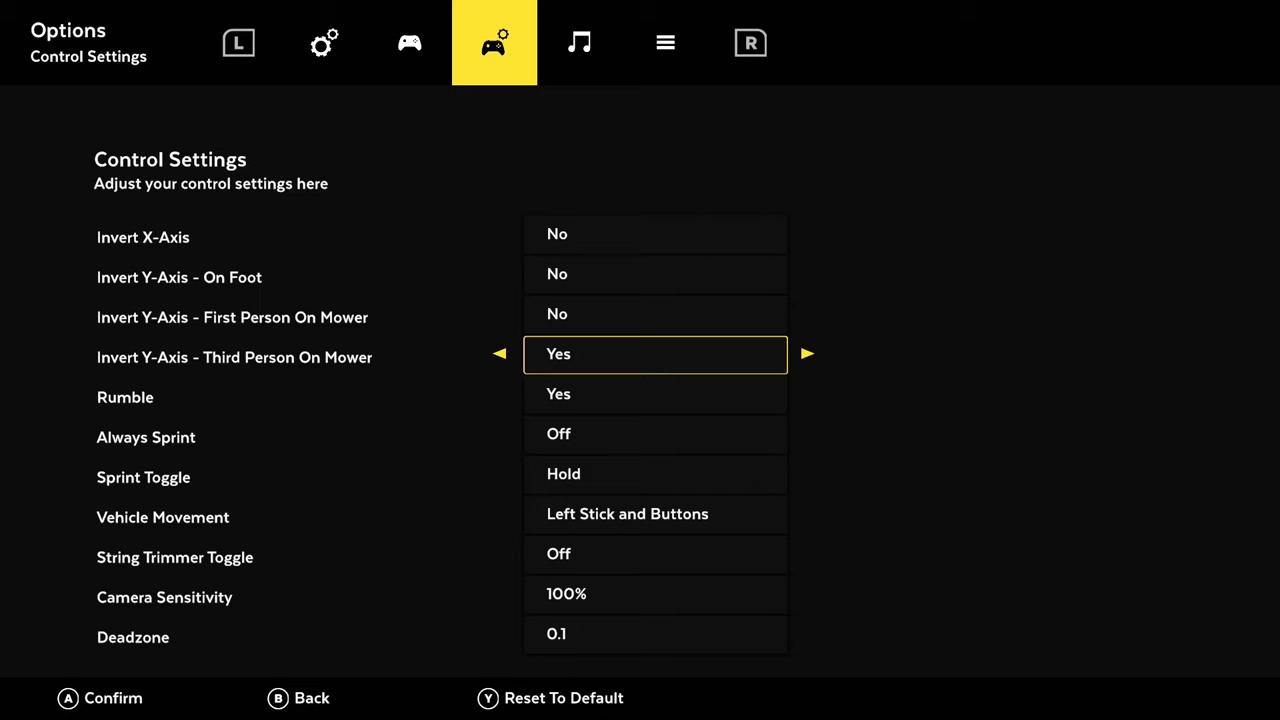 Options
Control Settings
L
R
Control Settings
Adjust your control settings here
Invert X-Axis No
Invert Y-Axis - On Foot No
Invert Y-Axis - First Person On Mower No
Invert Y-Axis - Third Person On Mower Yes
Rumble Yes
Always Sprint Off
Sprint Toggle Hold
Vehicle Movement Left Stick and Buttons
String Trimmer Toggle Off
Camera Sensitivity 100%
Deadzone 0.1
A Confirm B Back Y Reset To Default